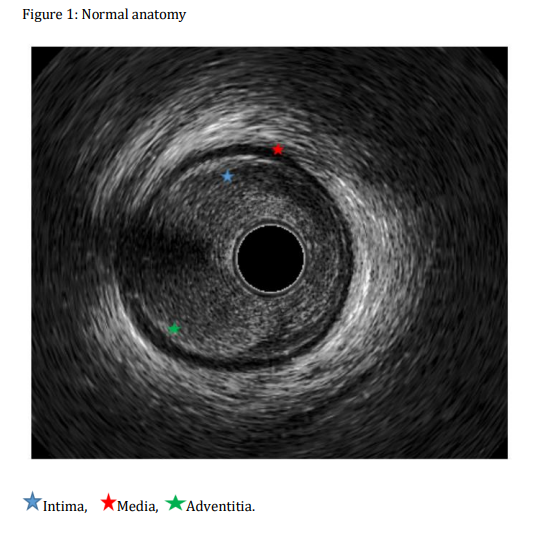 Figure 1: Normal anatomy
Intima, Media, Adventitia.